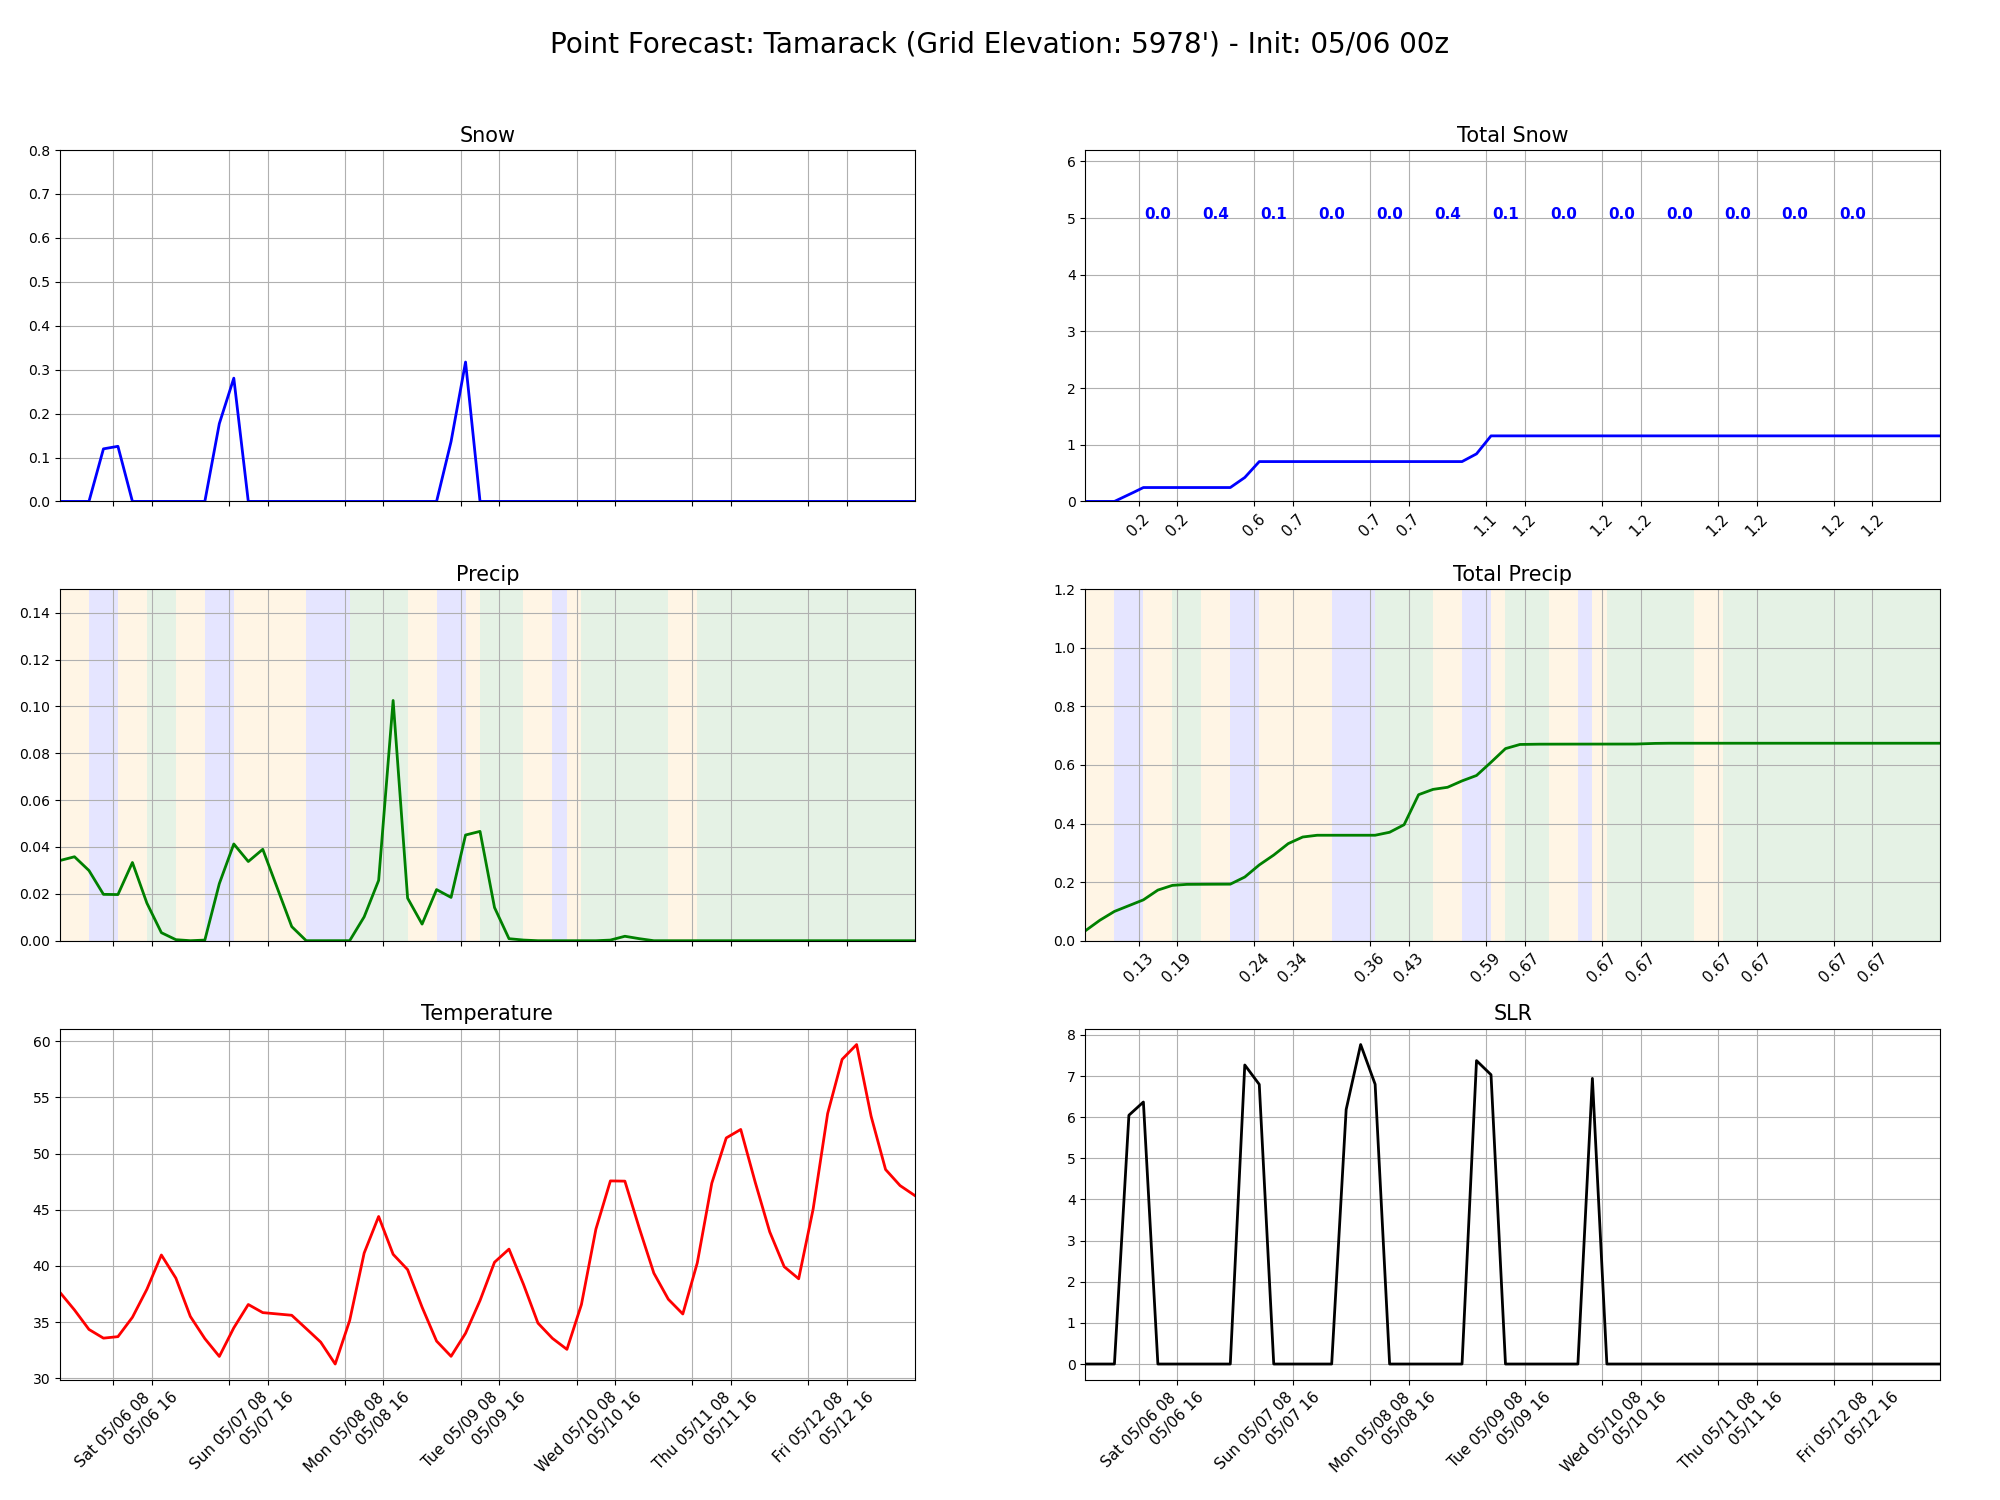 Point Forecast: Tamarack (Grid Elevation: 5978') - Init: 05/06 00z
Snow
0.8
0.7
0.6
0.5
0.4
0.3
0.2
0.1
0.0
Total Snow
6
5
4
3
2
1
0
0.0 0.4 0.1 0.0 0.0 0.4 0.1 0.0 0.0 0.0 0.0 0.0 0.0
0.2 0.2 0.6 0.7 0.7 0.7 1.1 1.2 1.2 1.2 1.2 1.2 1.2 1.2
Precip
0.14
0.12
0.10
0.08
0.06
0.04
0.02
0.00
Total Precip
1.2
1.0
0.8
0.6
0.4
0.2
0.0
0.13 0.19 0.24 0.34 0.36 0.43 0.59 0.67 0.67 0.67 0.67 0.67 0.67 0.67
Temperature
60
55
50
45
40
35
30
Sat 05/06 08
05/06 16
Sun 05/07 08
05/07 16
Mon 05/08 08
05/08 16
Tue 05/09 08
05/09 16
Wed 05/10 08
05/10 16
Thu 05/11 08
05/11 16
Fri 05/12 08
05/12 16
SLR
8
7
6
5
4
3
2
1
0
Sat 05/06 08
05/06 16
Sun 05/07 08
05/07 16
Mon 05/08 08
05/08 16
Tue 05/09 08
05/09 16
Wed 05/10 08
05/10 16
Thu 05/11 08
05/11 16
Fri 05/12 08
05/12 16